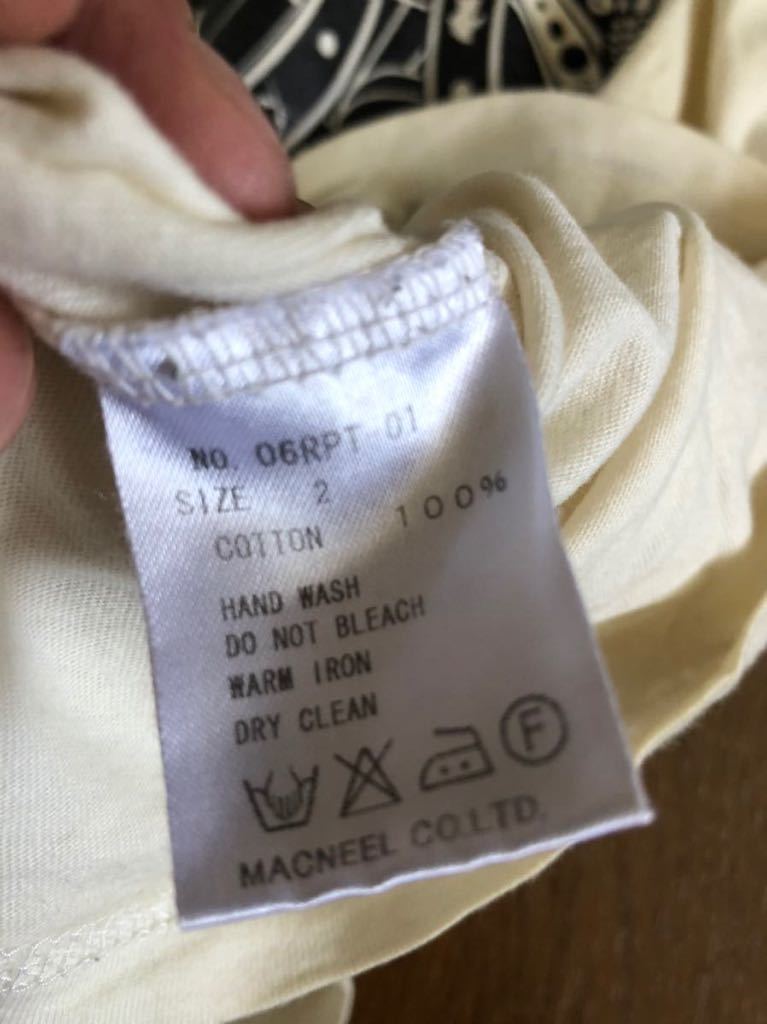 NO. 06RPT 01
SIZE 2
COTTON 100%
HAND WASH
DO NOT BLEACH
WARM IRON
DRY CLEAN
F
MACNEEL CO.LTD.